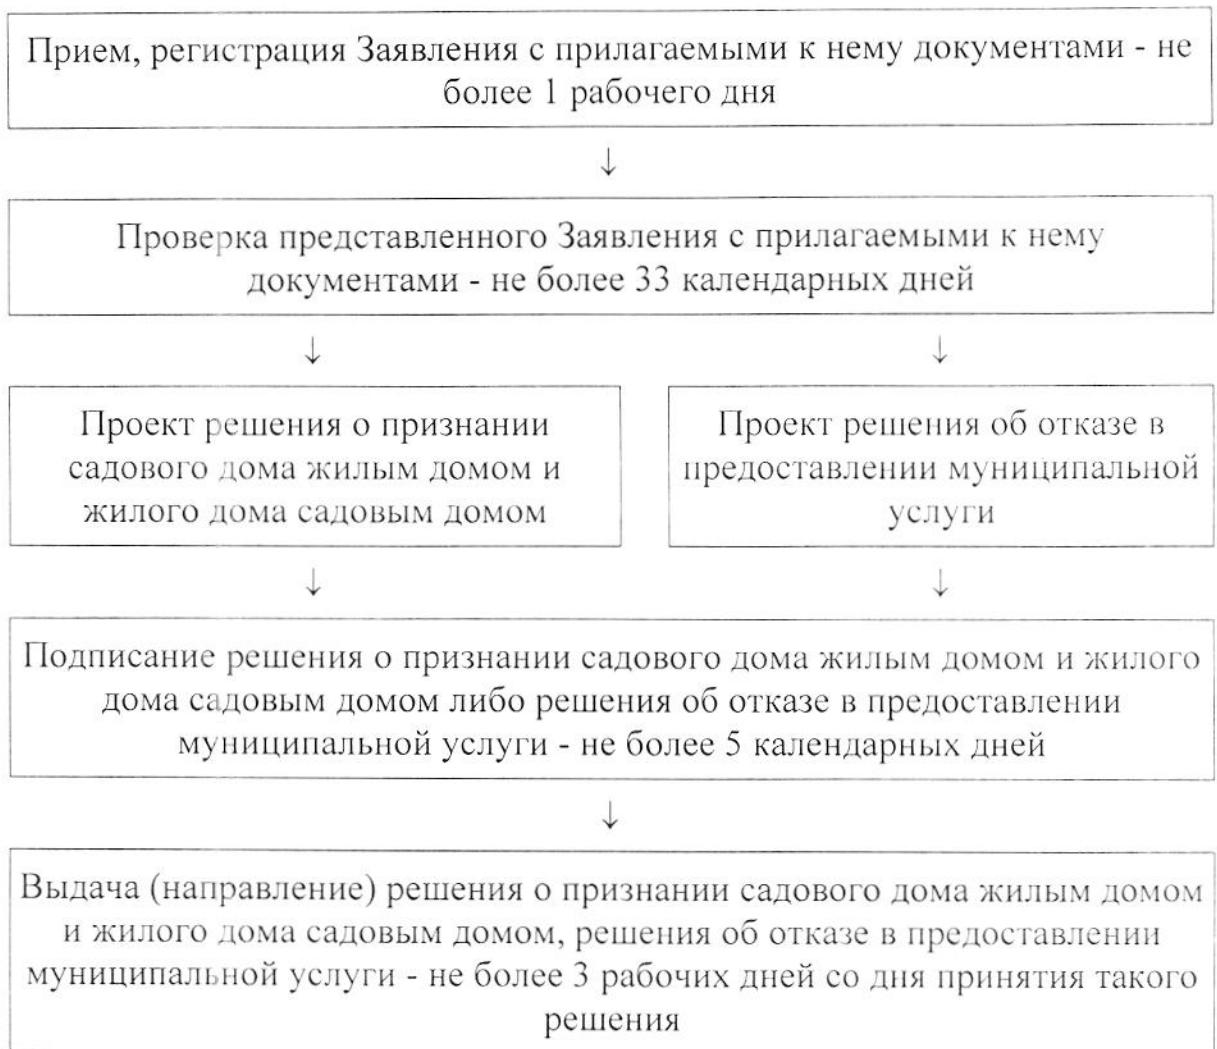 Прием, регистрация Заявления с прилагаемыми к нему документами - не
более 1 рабочего дня
↓
Проверка представленного Заявления с прилагаемыми к нему
документами - не более 33 календарных дней
↓ ↓
Проект решения о признании
садового дома жилым домом и
жилого дома садовым домом
Проект решения об отказе в
предоставлении муниципальной
услуги
↓ ↓
Подписание решения о признании садового дома жилым домом и жилого
дома садовым домом либо решения об отказе в предоставлении
муниципальной услуги - не более 5 календарных дней
↓
Выдача (направление) решения о признании садового дома жилым домом
и жилого дома садовым домом, решения об отказе в предоставлении
муниципальной услуги - не более 3 рабочих дней со дня принятия такого
решения